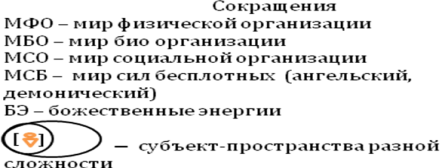 Сокращения
МФО – мир физической организации
МБО – мир био организации
МСО – мир социальной организации
МСБ – мир сил бесплотных (ангельский,
демонический)
БЭ – божественные энергии
[ ] – субъект-пространства разной
сложности